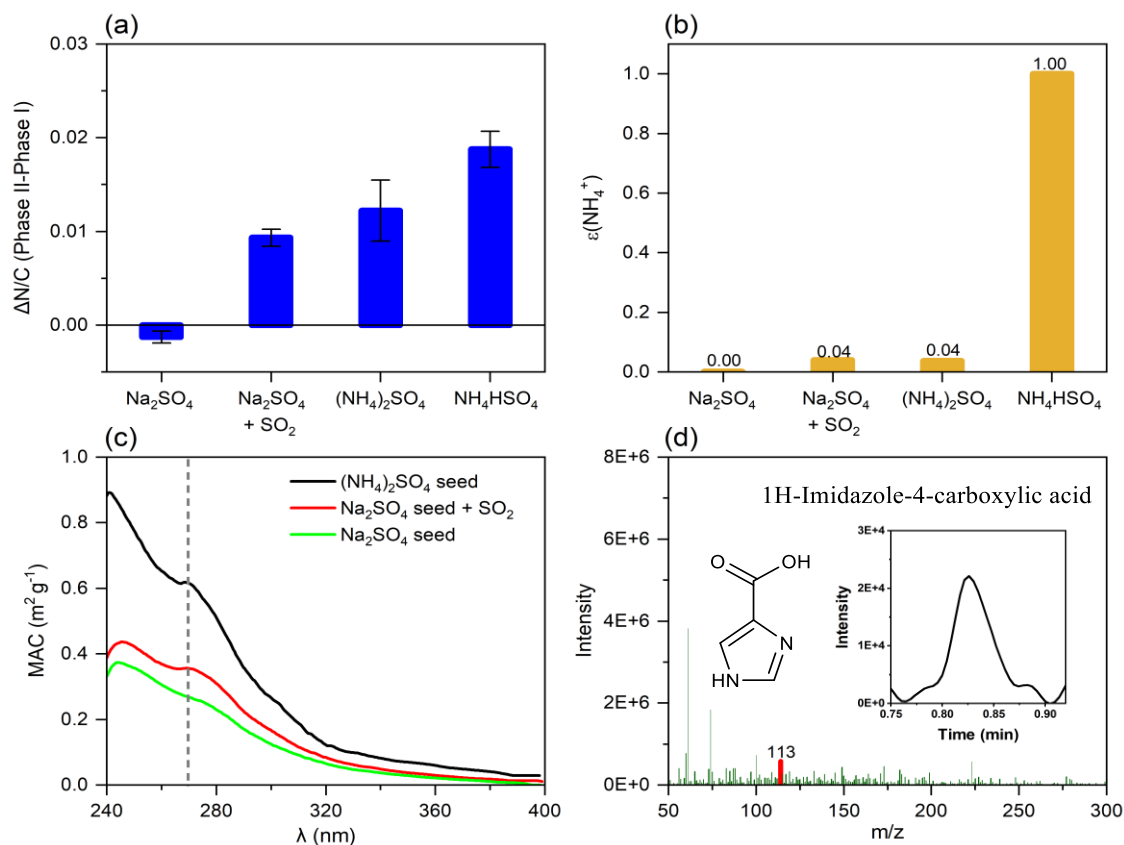 (a)
0.03
0.02
0.01
0.00
ΔN/C (Phase II-Phase I)
Na₂SO₄
Na₂SO₄
+ SO₂
(NH₄)₂SO₄
NH₄HSO₄
(b)
1.0
0.8
0.6
0.4
0.2
0.0
ε(NH₄⁺)
0.00
0.04
0.04
1.00
Na₂SO₄
Na₂SO₄
+ SO₂
(NH₄)₂SO₄
NH₄HSO₄
(c)
1.0
0.8
0.6
0.4
0.2
0.0
MAC (m² g⁻¹)
(NH₄)₂SO₄ seed
Na₂SO₄ seed + SO₂
Na₂SO₄ seed
240
280
320
360
400
λ (nm)
(d)
8E+6
6E+6
4E+6
2E+6
0E+0
Intensity
1H-Imidazole-4-carboxylic acid
O
OH
N
HN
113
3E+4
2E+4
1E+4
0E+0
Intensity
0.75
0.80
0.85
0.90
Time (min)
50
100
150
200
250
300
m/z